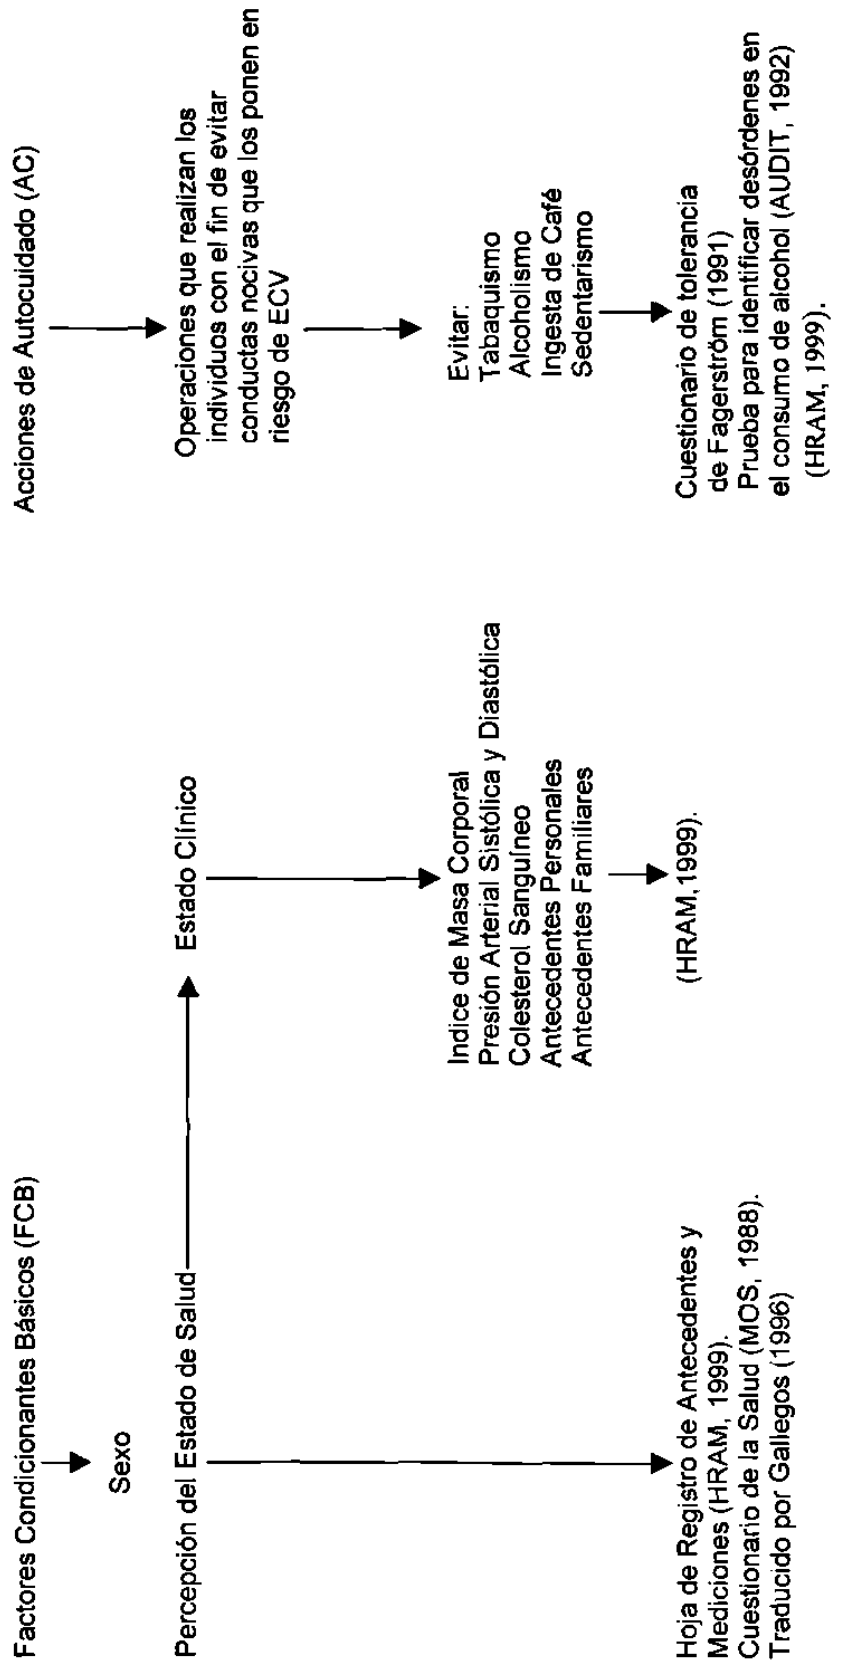 Factores Condicionantes Básicos (FCB)
Sexo
Percepción del Estado de Salud
Hoja de Registro de Antecedentes y
Mediciones (HRAM, 1999).
Cuestionario de la Salud (MOS, 1988).
Traducido por Gallegos (1996)
Estado Clínico
Indice de Masa Corporal
Presión Arterial Sistólica y Diastólica
Colesterol Sanguíneo
Antecedentes Personales
Antecedentes Familiares
(HRAM,1999).
Acciones de Autocuidado (AC)
Operaciones que realizan los
individuos con el fin de evitar
conductas nocivas que los ponen en
riesgo de ECV
Evitar:
Tabaquismo
Alcoholismo
Ingesta de Café
Sedentarismo
Cuestionario de tolerancia
de Fagerström (1991)
Prueba para identificar desórdenes en
el consumo de alcohol (AUDIT, 1992)
(HRAM, 1999).